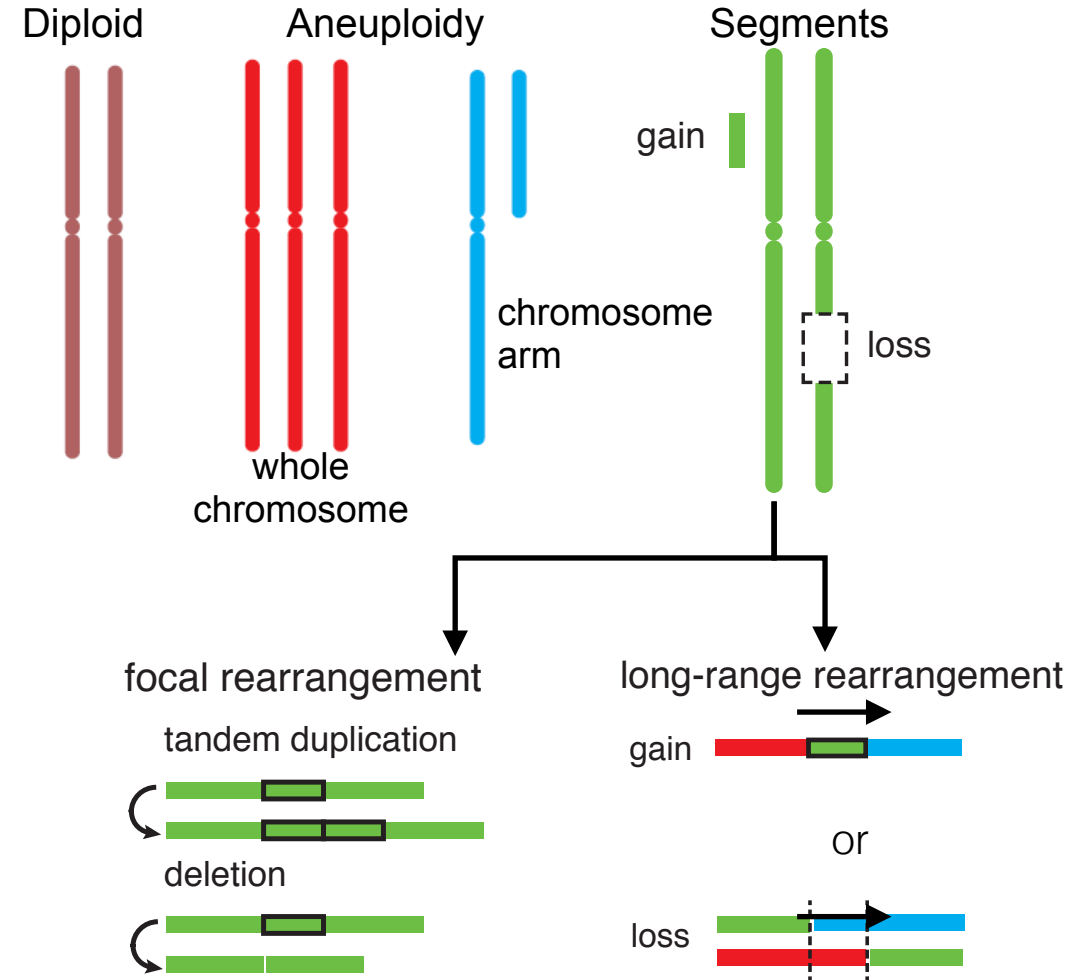 Diploid
Aneuploidy
Segments
gain
chromosome
arm
loss
whole
chromosome
focal rearrangement
long-range rearrangement
tandem duplication
gain
or
deletion
loss